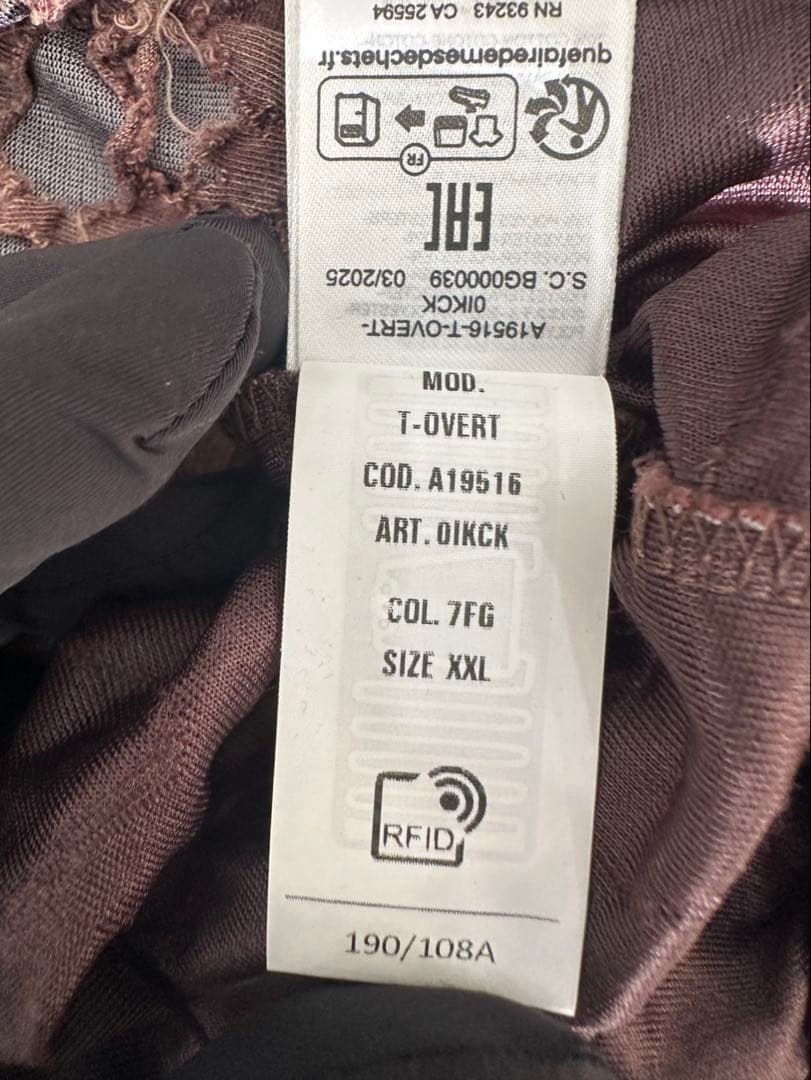 RN 93243 CA 25594
quefairedemesdechets.fr
FR
EAC
S.C. BG000039 03/2025
A19516-T-OVERT-
0IKCK
MOD.
T-OVERT
COD. A19516
ART. 0IKCK
COL. 7FG
SIZE XXL
RFID
190/108A